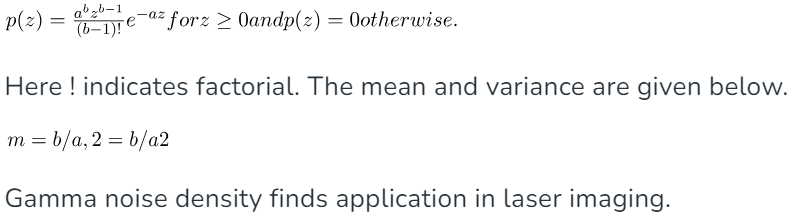 p(z) = \frac{a^b z^{b-1}}{(b-1)!} e^{-az} forz ≥ 0andp(z) = 0otherwise.
Here ! indicates factorial. The mean and variance are given below.
m = b/a, 2 = b/a2
Gamma noise density finds application in laser imaging.